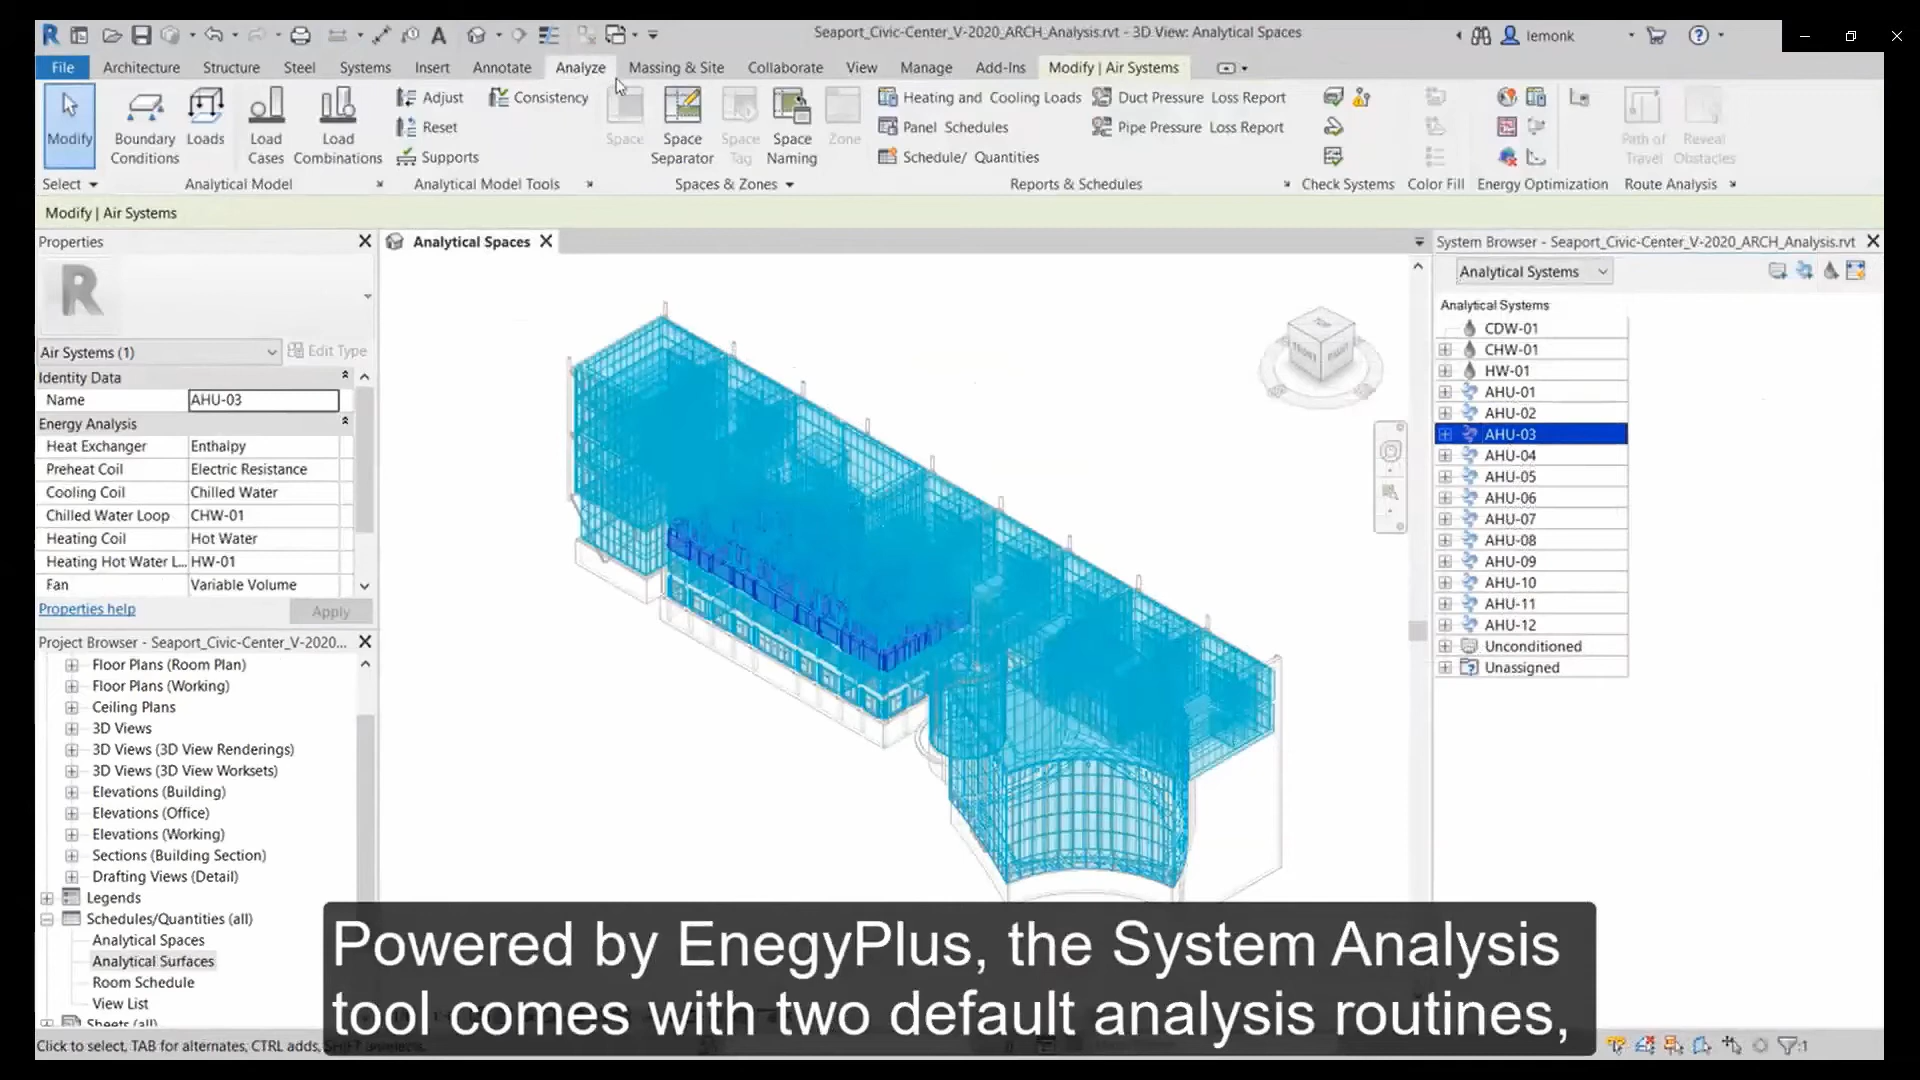 Seaport_Civic-Center_V-2020_ARCH_Analysis.rvt - 3D View: Analytical Spaces
lemonk
File Architecture Structure Steel Systems Insert Annotate Analyze Massing & Site Collaborate View Manage Add-Ins Modify | Air Systems
Modify
Boundary Conditions
Loads
Load Cases
Load Combinations
Adjust
Reset
Supports
Consistency
Space
Space Separator
Space Tag
Space Naming
Zone
Heating and Cooling Loads
Panel Schedules
Schedule/ Quantities
Duct Pressure Loss Report
Pipe Pressure Loss Report
Path of Travel
Reveal Obstacles
Select Analytical Model Analytical Model Tools Spaces & Zones Reports & Schedules Check Systems Color Fill Energy Optimization Route Analysis
Modify | Air Systems
Properties
R
Air Systems (1) Edit Type
Identity Data
Name AHU-03
Energy Analysis
Heat Exchanger Enthalpy
Preheat Coil Electric Resistance
Cooling Coil Chilled Water
Chilled Water Loop CHW-01
Heating Coil Hot Water
Heating Hot Water L... HW-01
Fan Variable Volume
Properties help Apply
Project Browser - Seaport_Civic-Center_V-2020...
Floor Plans (Room Plan)
Floor Plans (Working)
Ceiling Plans
3D Views
3D Views (3D View Renderings)
3D Views (3D View Worksets)
Elevations (Building)
Elevations (Office)
Elevations (Working)
Sections (Building Section)
Drafting Views (Detail)
Legends
Schedules/Quantities (all)
Analytical Spaces
Analytical Surfaces
Room Schedule
View List
Sheets (all)
Analytical Spaces
FRONT RIGHT
System Browser - Seaport_Civic-Center_V-2020_ARCH_Analysis.rvt
Analytical Systems
Analytical Systems
CDW-01
CHW-01
HW-01
AHU-01
AHU-02
AHU-03
AHU-04
AHU-05
AHU-06
AHU-07
AHU-08
AHU-09
AHU-10
AHU-11
AHU-12
Unconditioned
Unassigned
Powered by EnegyPlus, the System Analysis
tool comes with two default analysis routines,
Click to select, TAB for alternates, CTRL adds, SHIFT unselects.
:1